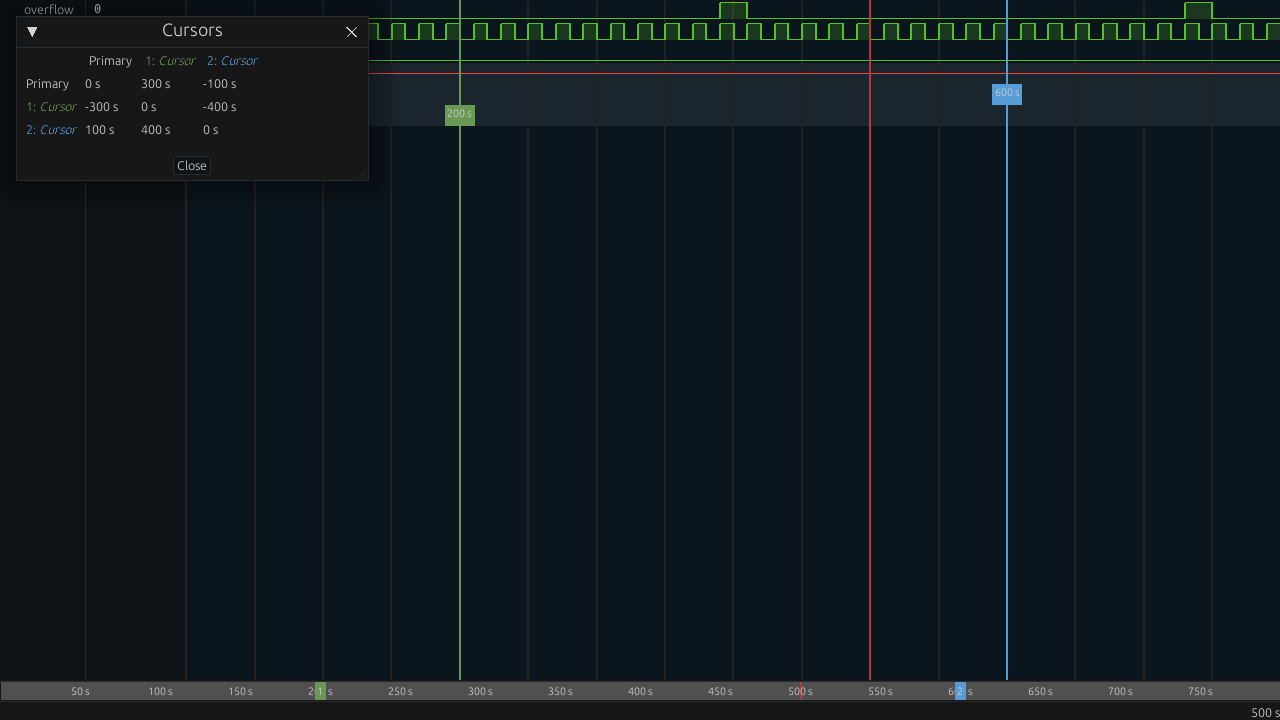 overflow 0
Cursors
Primary 1: Cursor 2: Cursor
Primary 0 s 300 s -100 s
1: Cursor -300 s 0 s -400 s
2: Cursor 100 s 400 s 0 s
Close
600 s
200 s
50 s 100 s 150 s 1 s 250 s 300 s 350 s 400 s 450 s 500 s 550 s 2 s 650 s 700 s 750 s
500 s